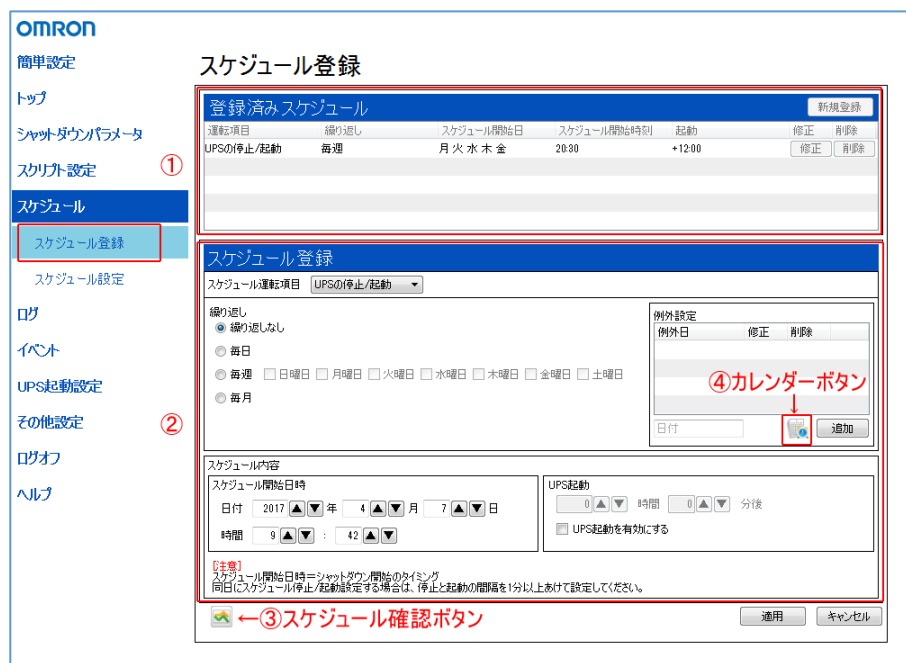 OMRON
簡単設定
トップ
シャットダウンパラメータ
スクリプト設定
①
スケジュール
スケジュール登録
スケジュール設定
ログ
イベント
UPS起動設定
その他設定
②
ログオフ
ヘルプ
スケジュール登録
登録済みスケジュール
新規登録
運転項目 繰り返し スケジュール開始日 スケジュール開始時刻 起動 修正 削除
UPSの停止/起動 毎週 月火水木金 20:30 +12:00 修正 削除
スケジュール登録
スケジュール運転項目 UPSの停止/起動
繰り返し
繰り返しなし
毎日
毎週 日曜日 月曜日 火曜日 水曜日 木曜日 金曜日 土曜日
毎月
例外設定
例外日 修正 削除
④カレンダーボタン
↓
日付 追加
スケジュール内容
スケジュール開始日時
日付 2017 ▲▼ 年 4 ▲▼ 月 7 ▲▼ 日
時間 9 ▲▼ : 42 ▲▼
UPS起動
0 ▲▼ 時間 0 ▲▼ 分後
UPS起動を有効にする
[注意]
スケジュール開始日時=シャットダウン開始のタイミング
同日にスケジュール停止/起動設定する場合は、停止と起動の間隔を1分以上あけて設定してください。
←③スケジュール確認ボタン
適用 キャンセル